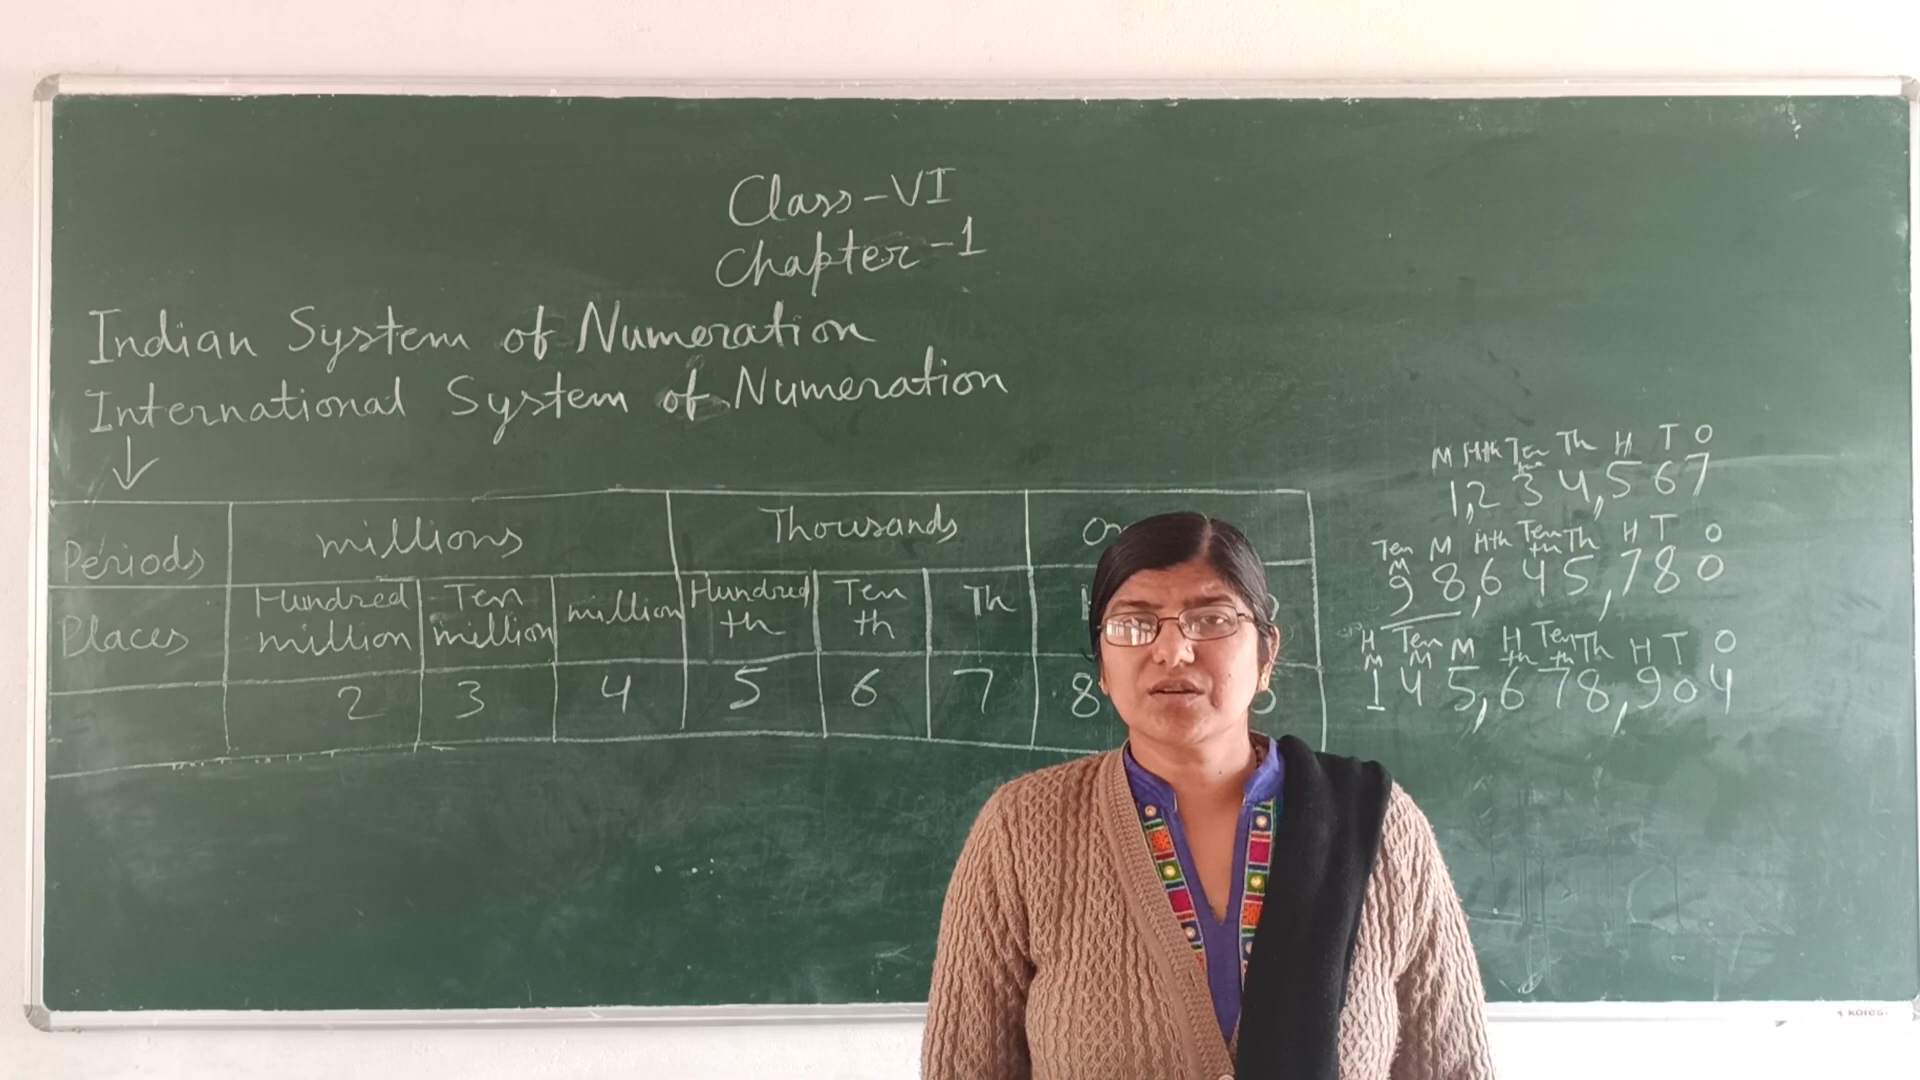 Class-VI
Chapter-1
Indian System of Numeration
International System of Numeration
Periods millions Thousands
Places Hundred million Ten million million Hundred th Ten th Th
2 3 4 5 6 7 8
M Hth Ten th Th H T O
1,2 3 4,5 6 7
Ten M M Hth Ten th Th H T O
9 8,6 4 5,7 8 0
H M Ten M M H th Ten th Th H T O
1 4 5,6 7 8,9 0 4
kores